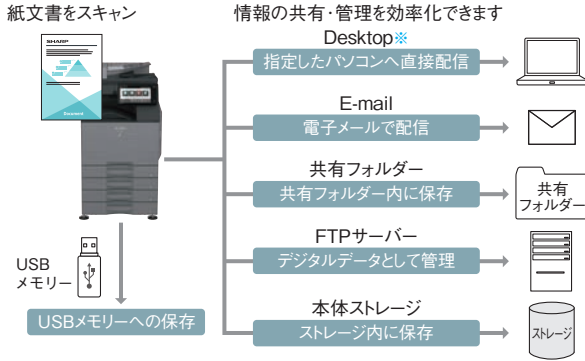 紙文書をスキャン
情報の共有・管理を効率化できます
SHARP
Document
Desktop※
指定したパソコンへ直接配信
E-mail
電子メールで配信
共有フォルダー
共有フォルダー内に保存
共有
フォルダー
FTPサーバー
デジタルデータとして管理
USB
メモリー
USBメモリーへの保存
本体ストレージ
ストレージ内に保存
ストレージ